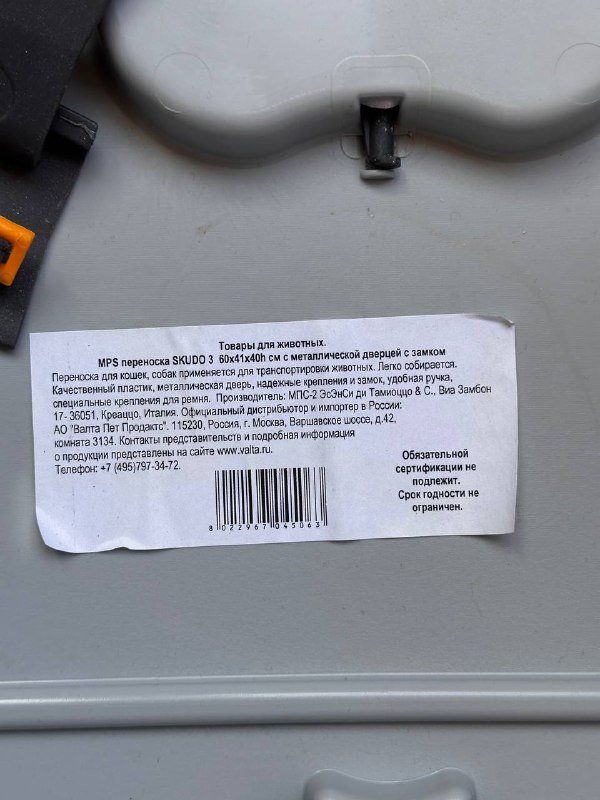 Товары для животных.
MPS переноска SKUDO 3 60x41x40h см с металлической дверцей с замком
Переноска для кошек, собак применяется для транспортировки животных. Легко собирается.
Качественный пластик, металлическая дверь, надежные крепления и замок, удобная ручка,
специальные крепления для ремня. Производитель: МПС-2 ЭсЭнСи ди Тамиоццо & С., Виа Замбон
17- 36051, Креаццо, Италия. Официальный дистрибьютор и импортер в России:
АО "Валта Пет Продактс". 115230, Россия, г. Москва, Варшавское шоссе, д.42,
комната 3134. Контакты представительств и подробная информация
о продукции представлены на сайте www.valta.ru.
Телефон: +7 (495)797-34-72.
Обязательной
сертификации не
подлежит.
Срок годности не
ограничен.
8 022967 045063